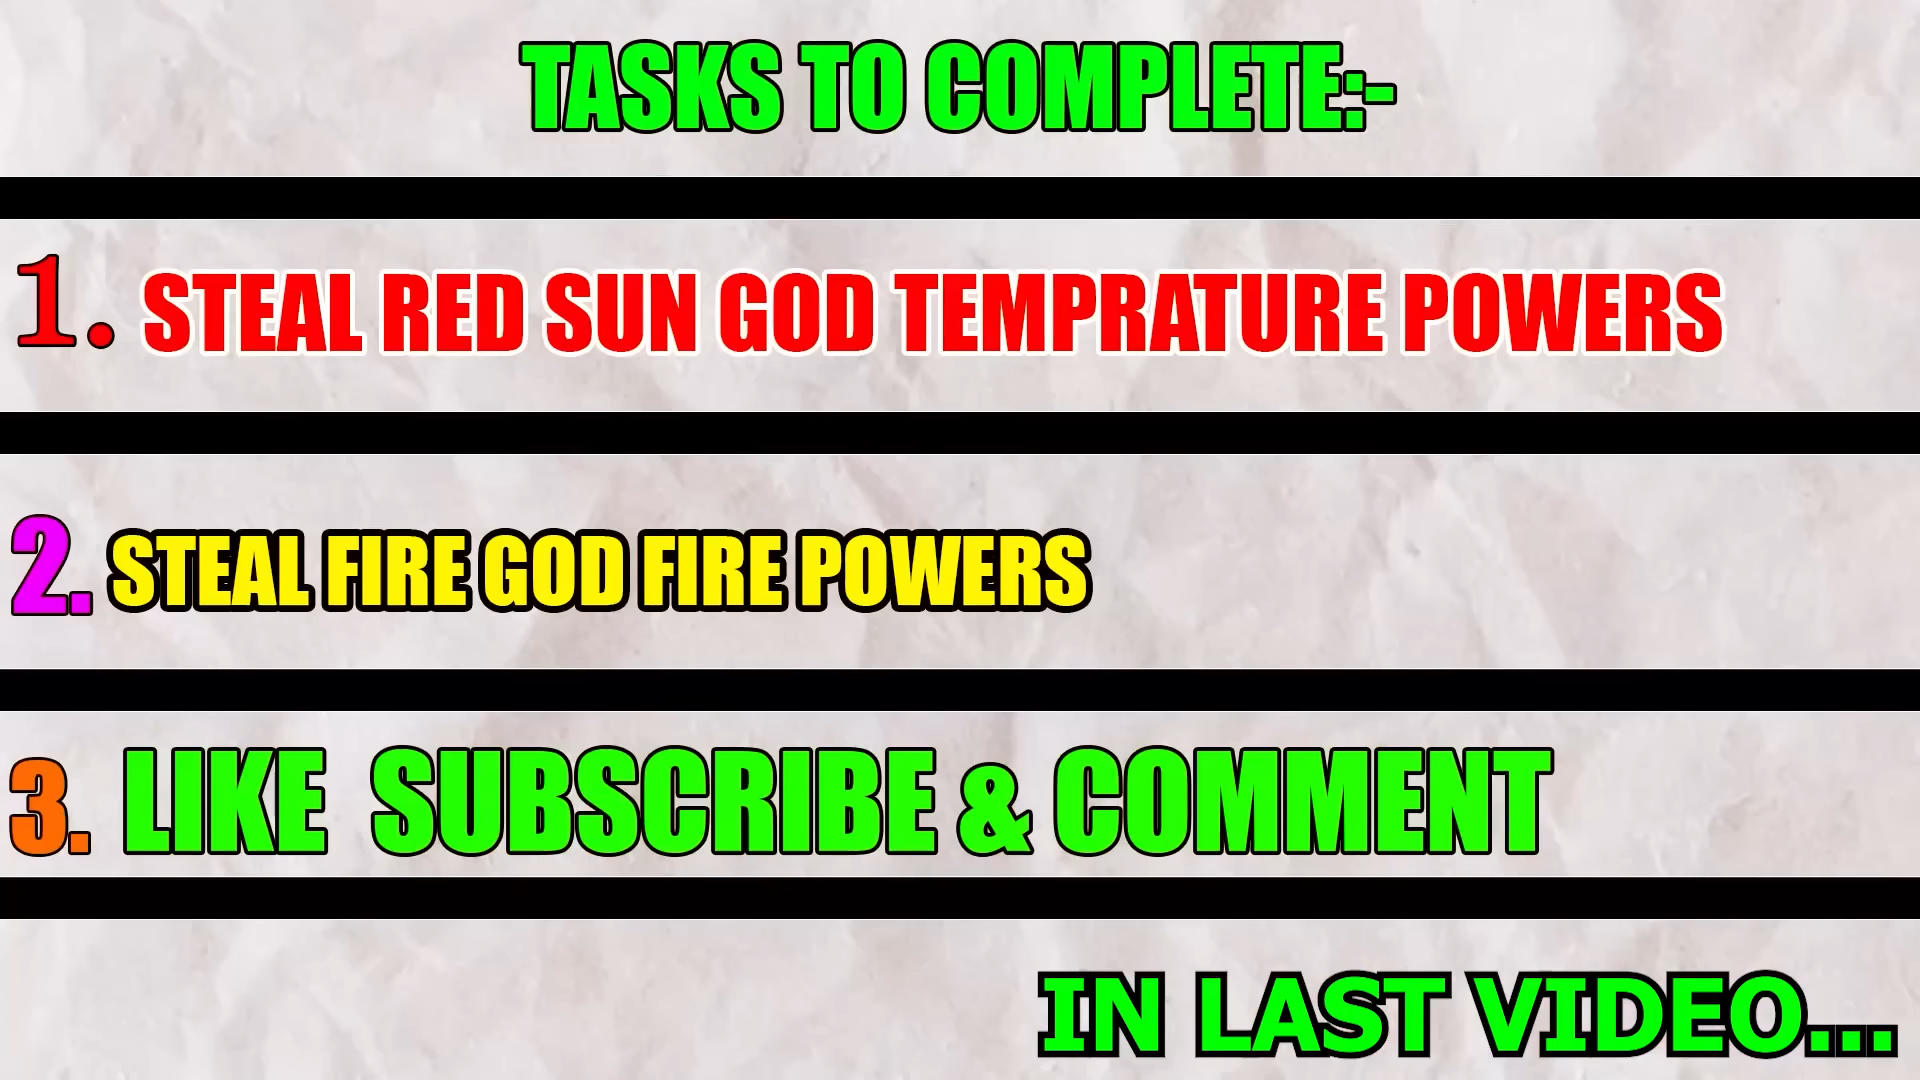 TASKS TO COMPLETE:-
1. STEAL RED SUN GOD TEMPRATURE POWERS
2. STEAL FIRE GOD FIRE POWERS
3. LIKE SUBSCRIBE & COMMENT
IN LAST VIDEO...